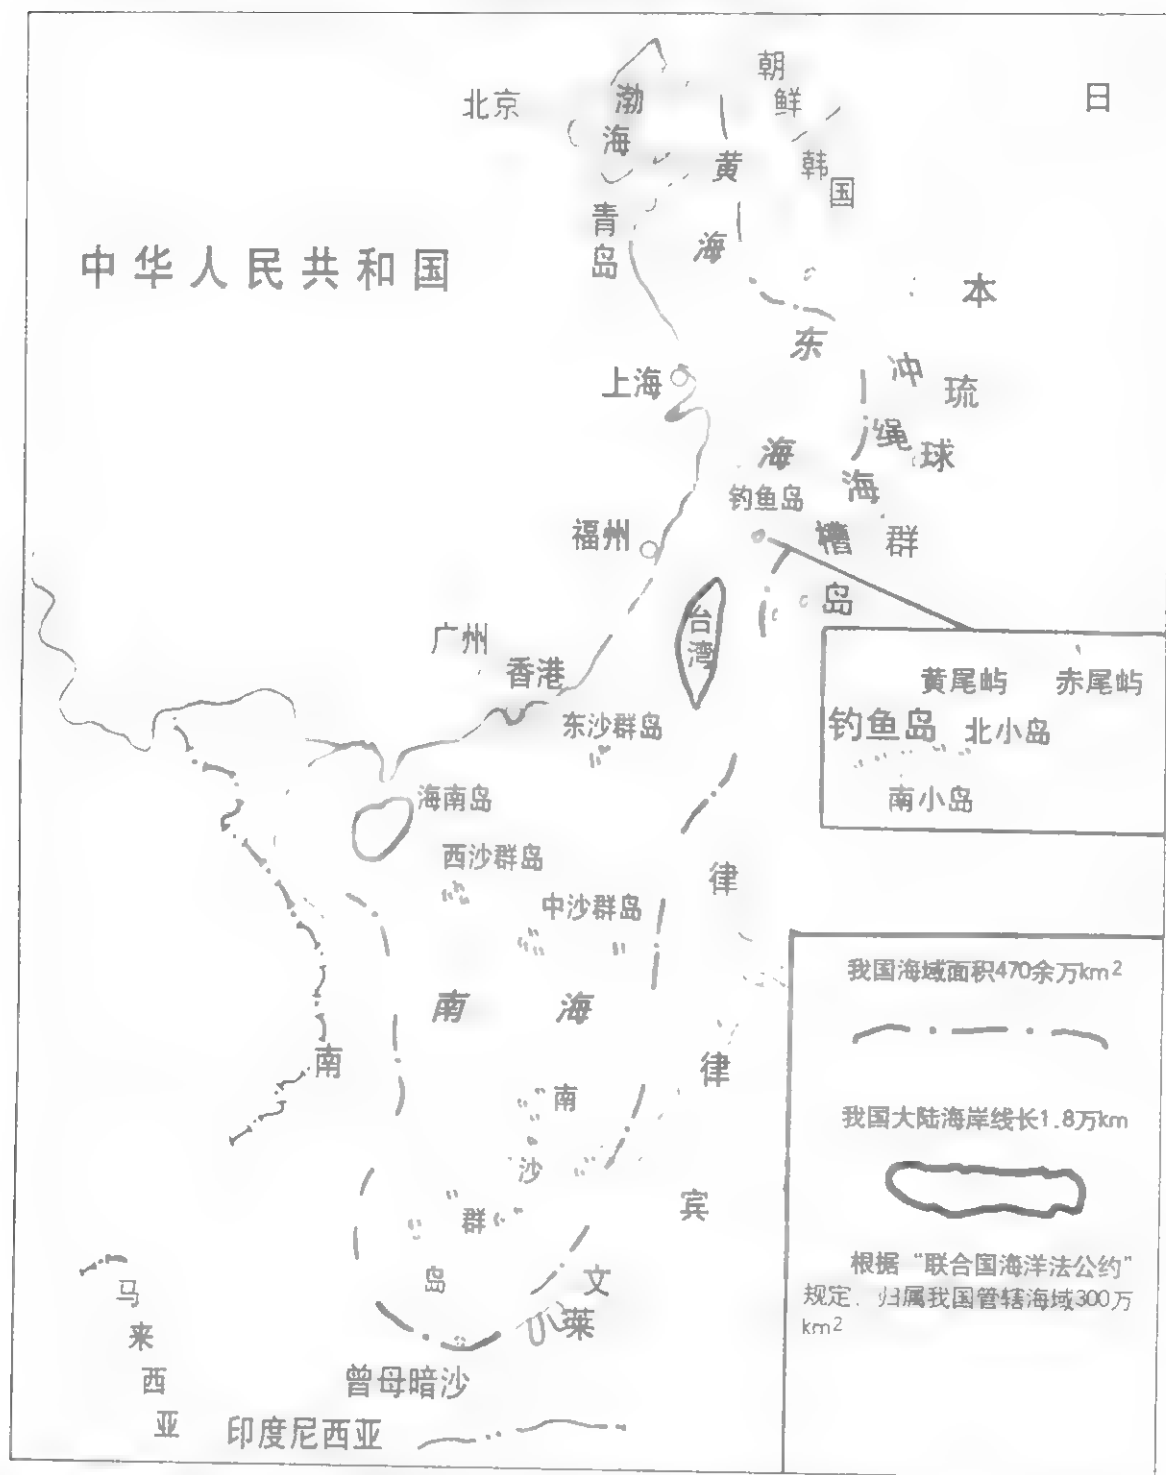 北京
渤海
朝鲜
日
黄海
韩国
青岛
中华人民共和国
本
东海
上海
冲绳海槽
琉球群岛
钓鱼岛
福州
台湾
广州
香港
东沙群岛
黄尾屿
赤尾屿
钓鱼岛
北小岛
南小岛
海南岛
西沙群岛
中沙群岛
律
南海
南
律
南沙群岛
宾
文莱
马来西亚
曾母暗沙
印度尼西亚
我国海域面积470余万km²
我国大陆海岸线长1.8万km
根据“联合国海洋法公约”
规定，归属我国管辖海域300万
km²